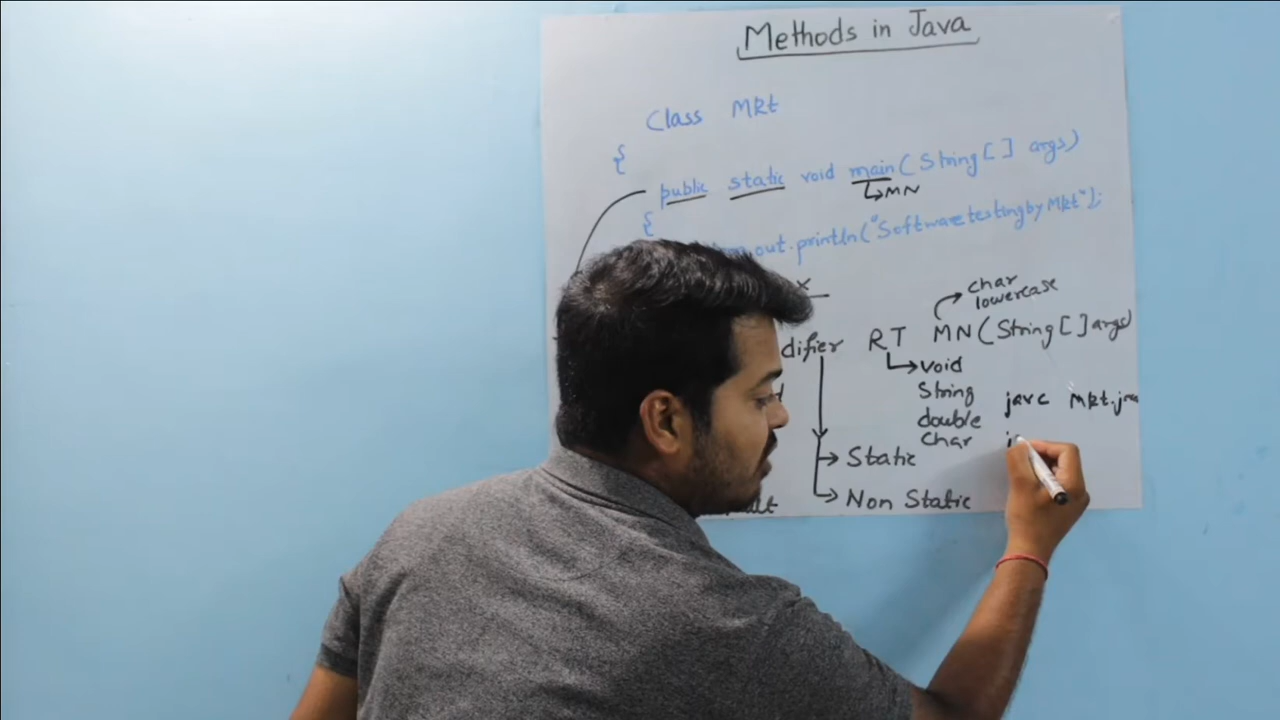 Methods in Java
Class Mkt
{
public static void main(String[] args)
↳MN
{
out.println("Software testing by Mkt");
x
char
lowercase
difier RT MN(String[]args)
void
String
double
char
javc Mkt.java
Static
Non Static